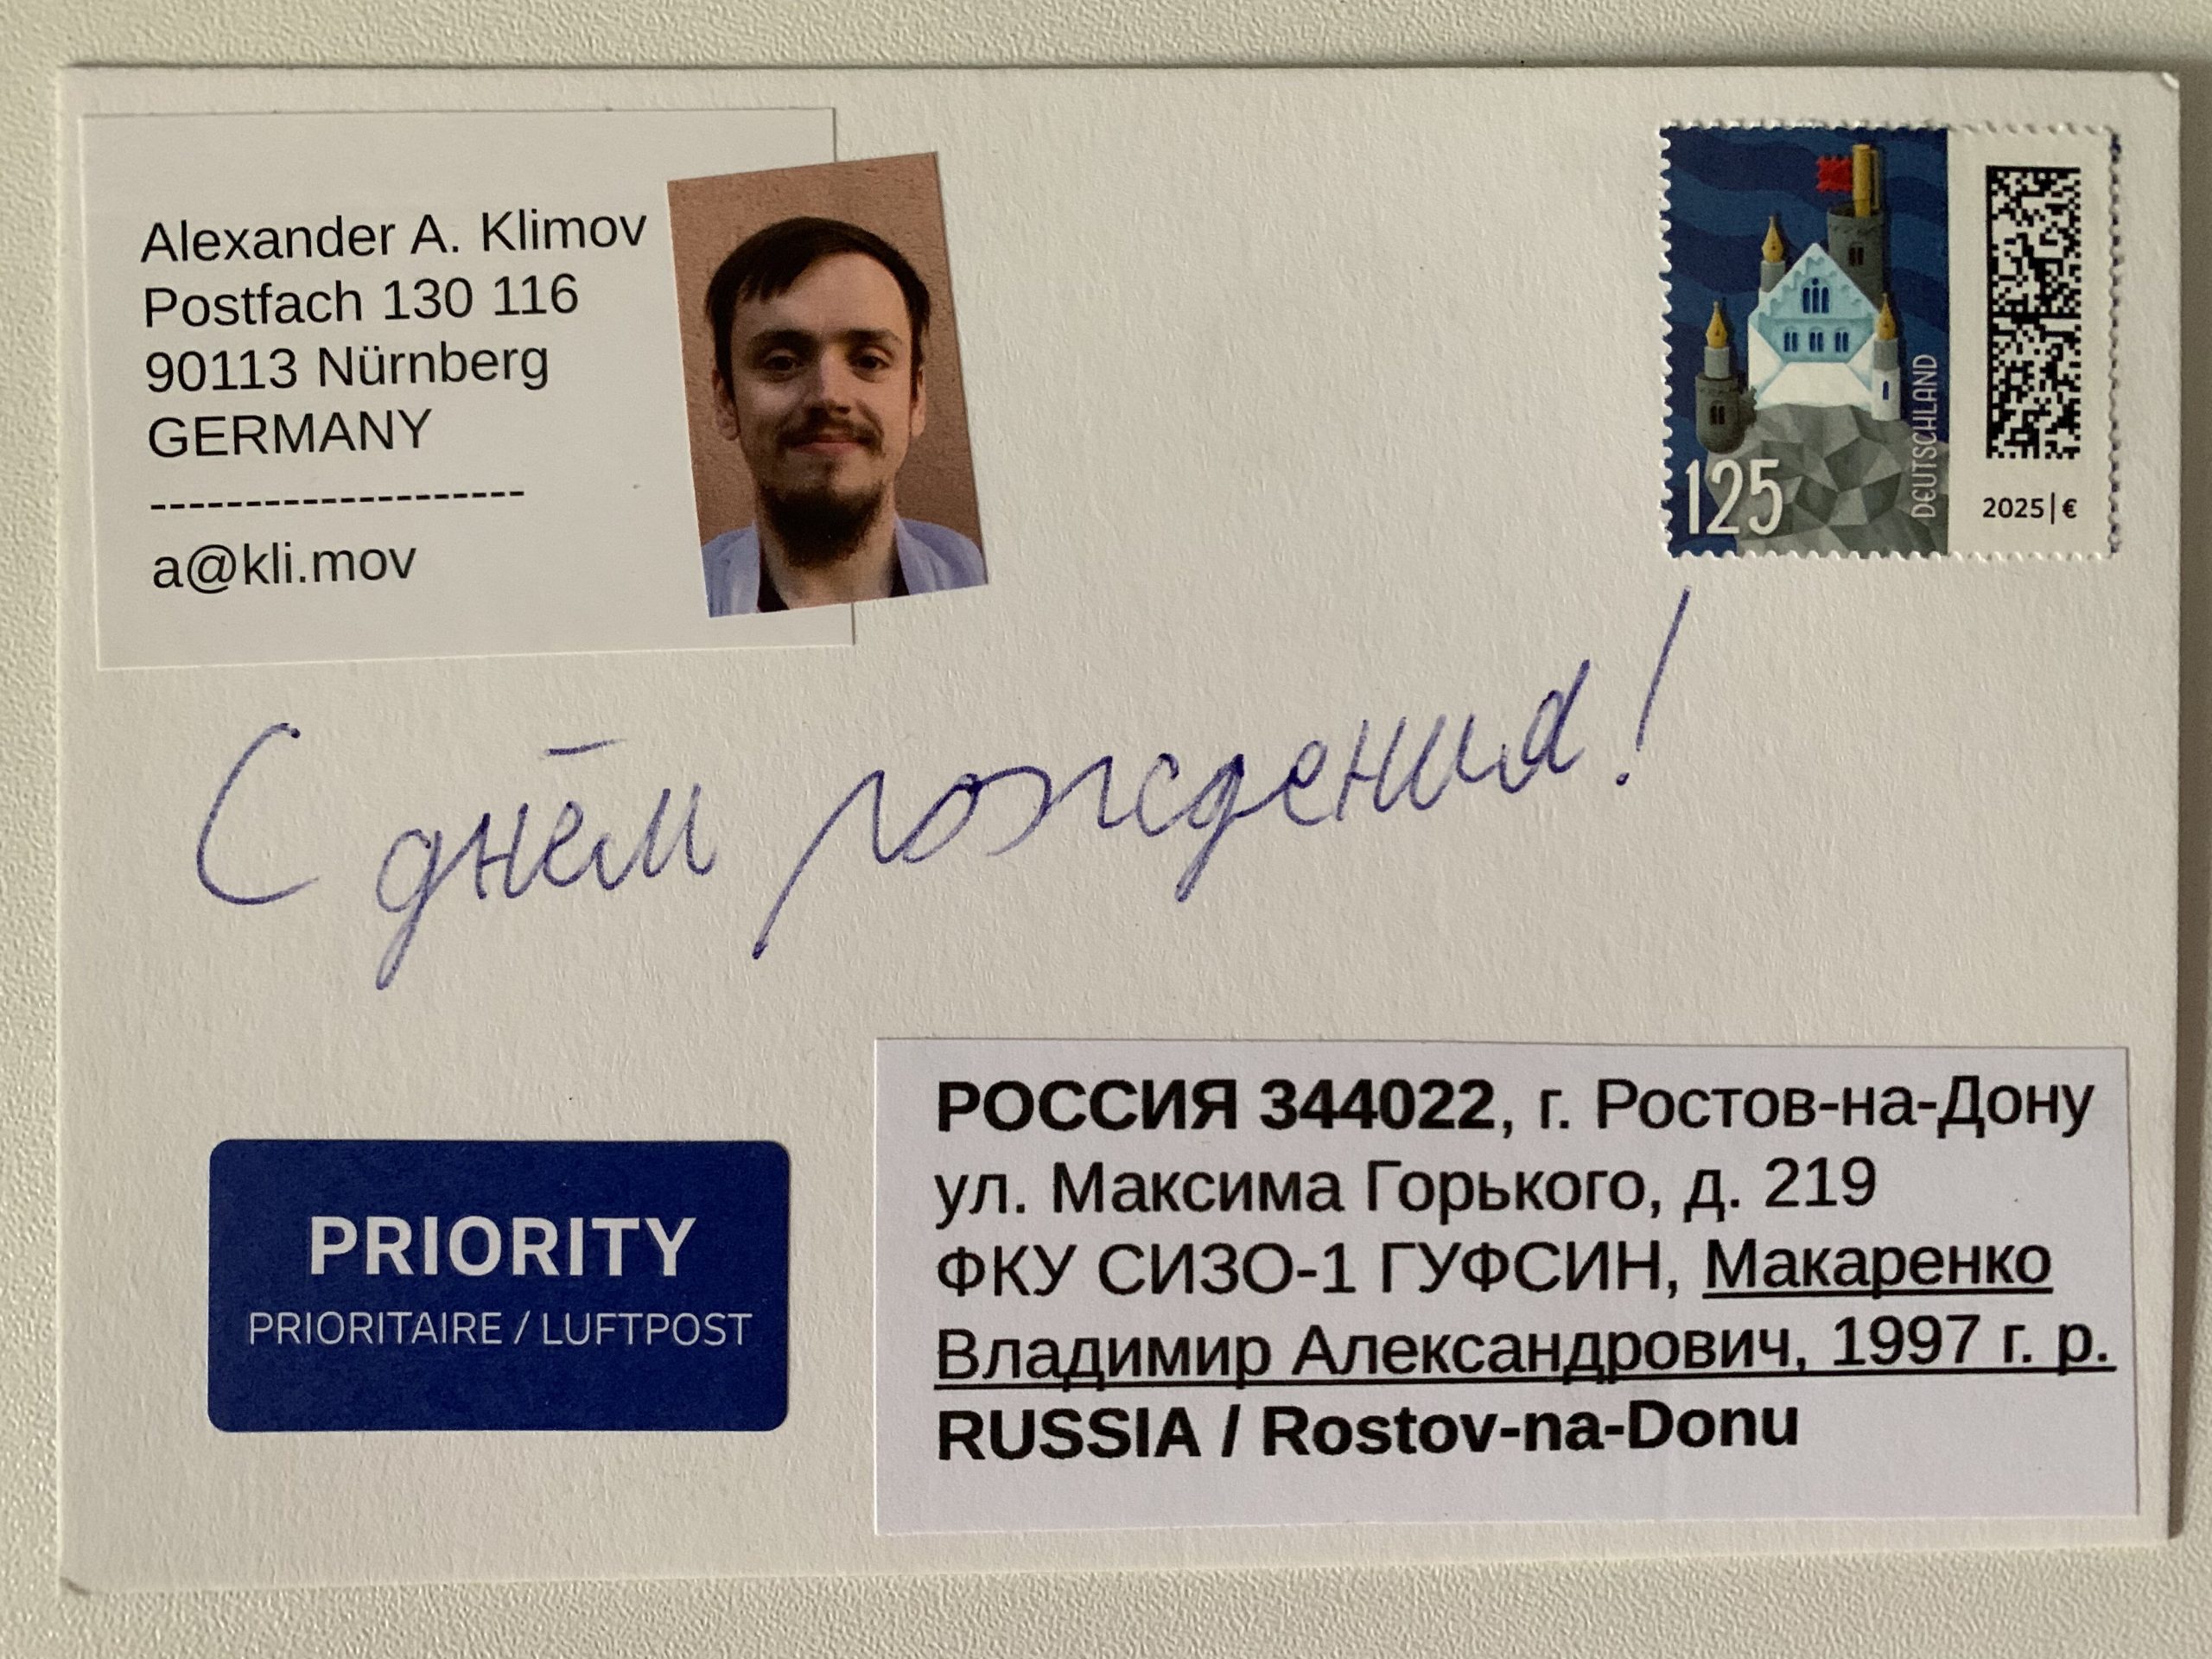 Alexander A. Klimov
Postfach 130 116
90113 Nürnberg
GERMANY
--------------------
a@kli.mov
125
DEUTSCHLAND
2025|€
С днём рождения!
PRIORITY
PRIORITAIRE / LUFTPOST
РОССИЯ 344022, г. Ростов-на-Дону
ул. Максима Горького, д. 219
ФКУ СИЗО-1 ГУФСИН, Макаренко
Владимир Александрович, 1997 г. р.
RUSSIA / Rostov-na-Donu